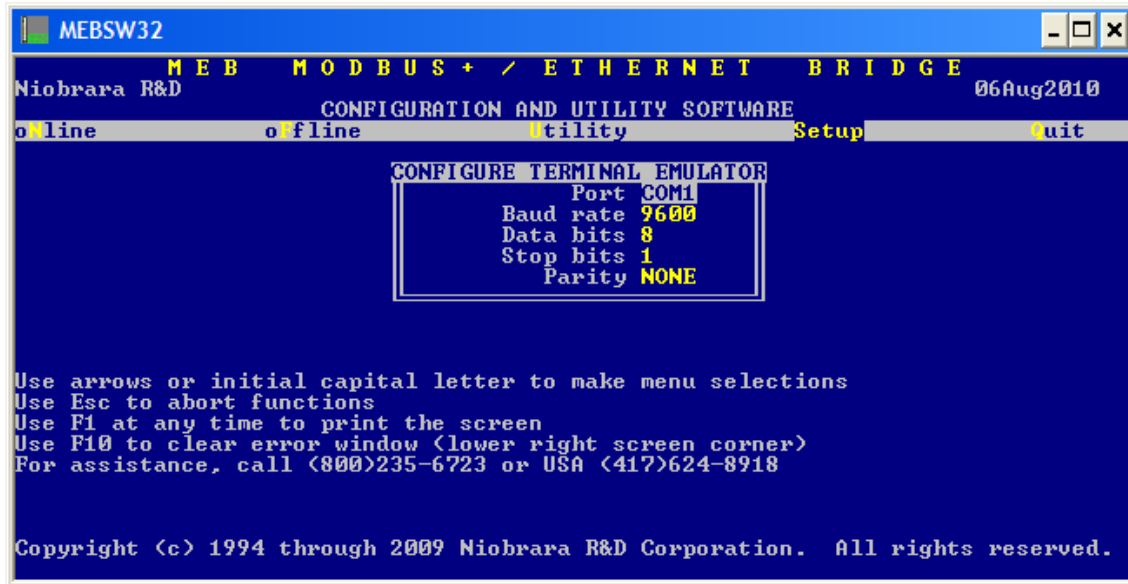 MEBSW32
MEB MODBUS+ / ETHERNET BRIDGE
Niobrara R&D 06Aug2010
CONFIGURATION AND UTILITY SOFTWARE
oNline oFfline Utility Setup Quit
CONFIGURE TERMINAL EMULATOR
Port COM1
Baud rate 9600
Data bits 8
Stop bits 1
Parity NONE
Use arrows or initial capital letter to make menu selections
Use Esc to abort functions
Use F1 at any time to print the screen
Use F10 to clear error window (lower right screen corner)
For assistance, call (800)235-6723 or USA (417)624-8918
Copyright (c) 1994 through 2009 Niobrara R&D Corporation. All rights reserved.